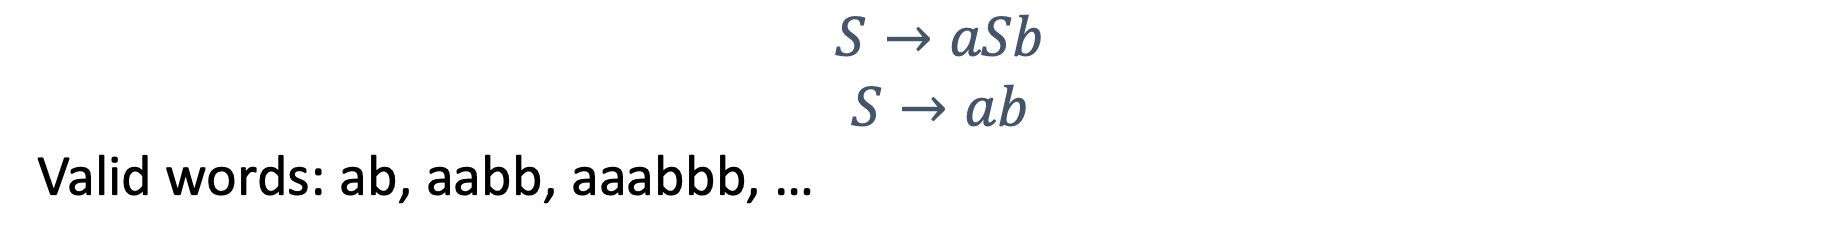 S → aSb
S → ab
Valid words: ab, aabb, aaabbb, ...